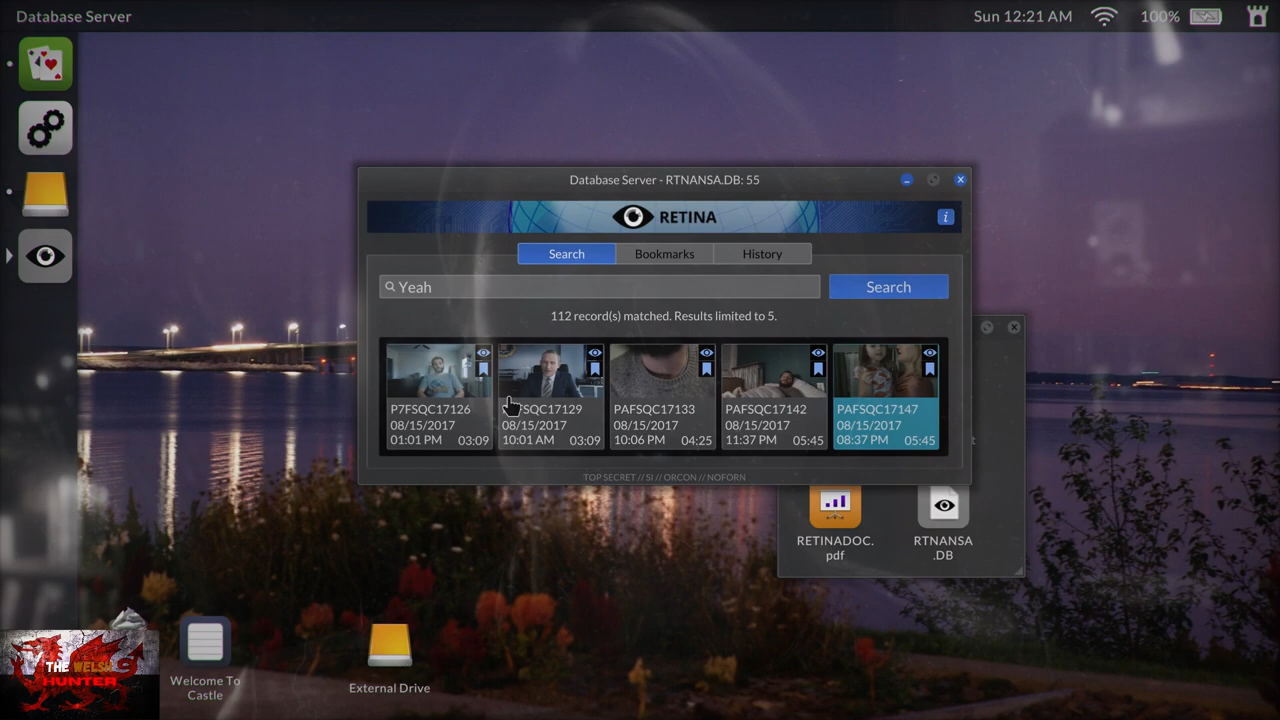 Database Server
Sun 12:21 AM
100%
Database Server - RTNANSA.DB: 55
RETINA
i
Search
Bookmarks
History
Yeah
Search
112 record(s) matched. Results limited to 5.
P7FSQC17126
08/15/2017
01:01 PM 03:09
FSQC17129
08/15/2017
10:01 AM 03:09
PAFSQC17133
08/15/2017
10:06 PM 04:25
PAFSQC17142
08/15/2017
11:37 PM 05:45
PAFSQC17147
08/15/2017
08:37 PM 05:45
TOP SECRET // SI // ORCON // NOFORN
RETINADOC.
pdf
RTNANSA
.DB
Welcome To
Castle
External Drive
THE WELSH
HUNTER